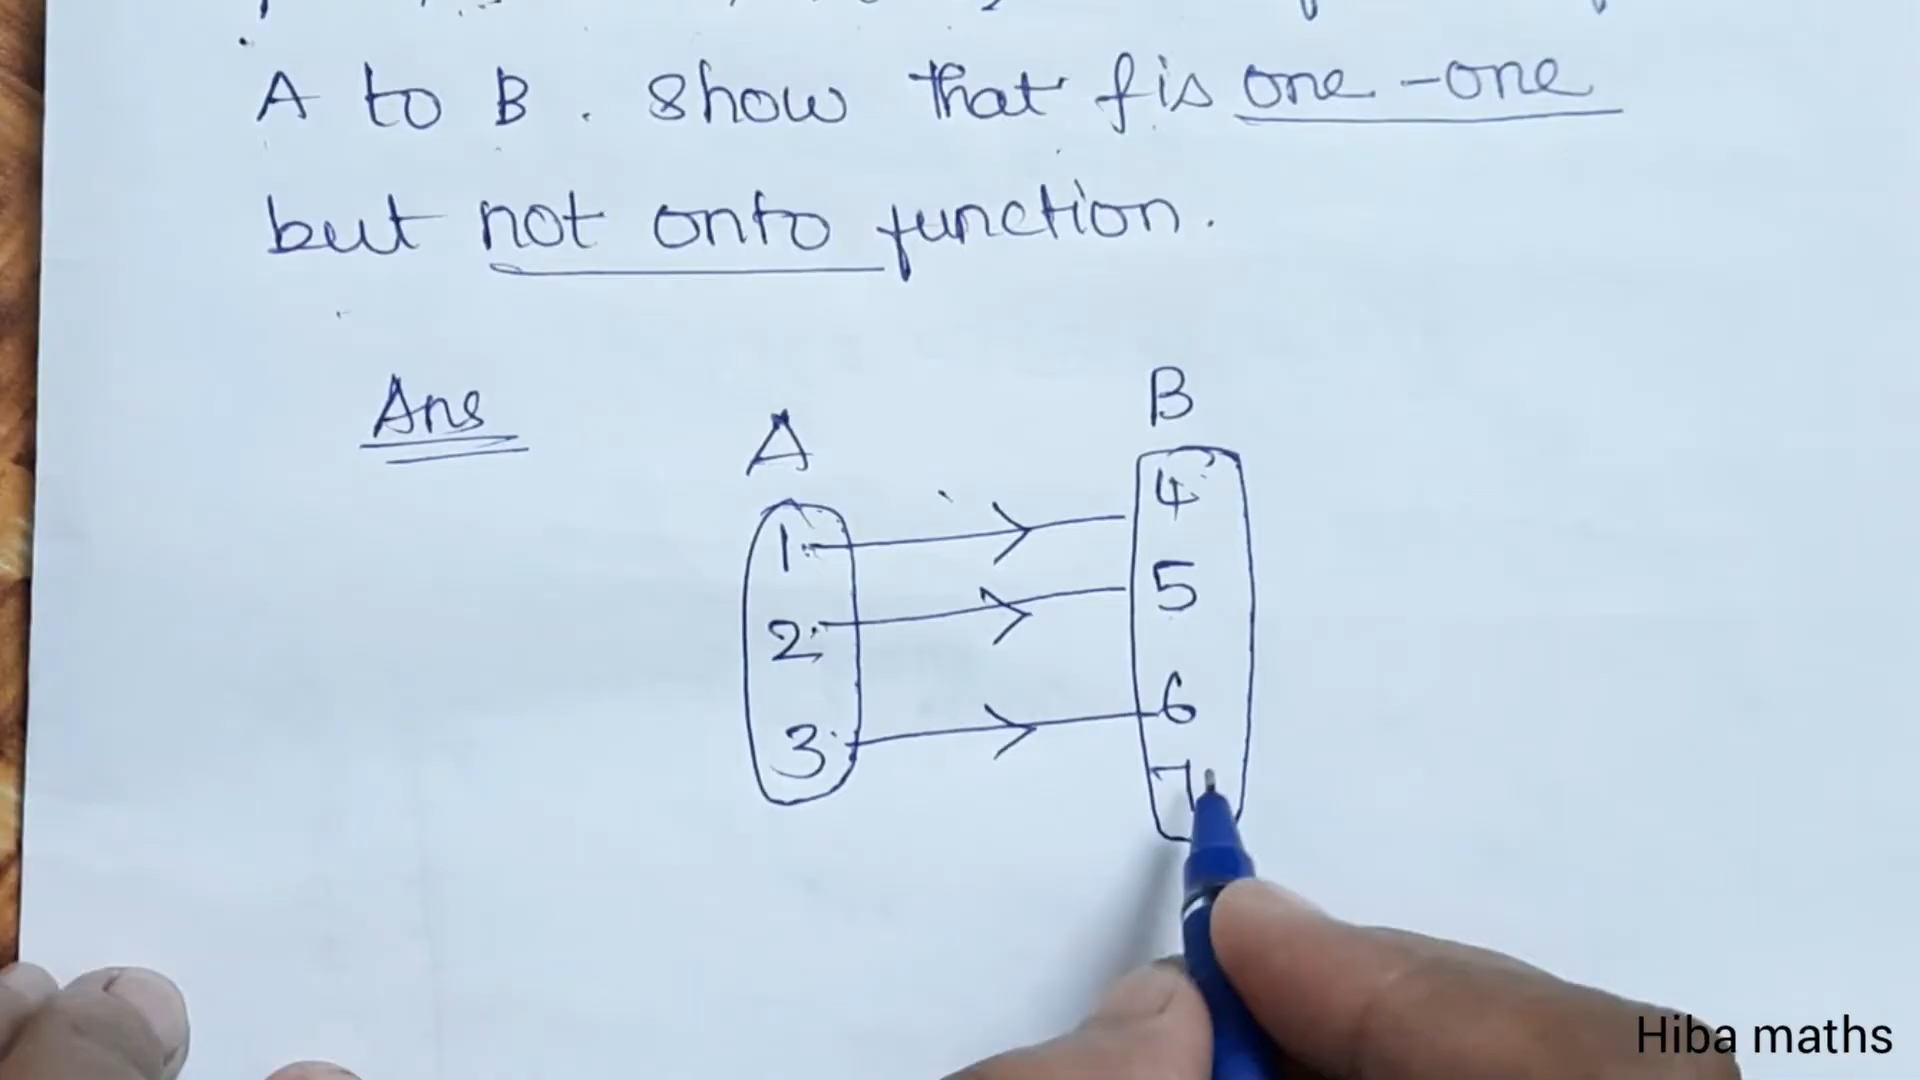 A to B. show that f is one-one
but not onto function.
Ans
A
B
1
2
3
4
5
6
7
Hiba maths